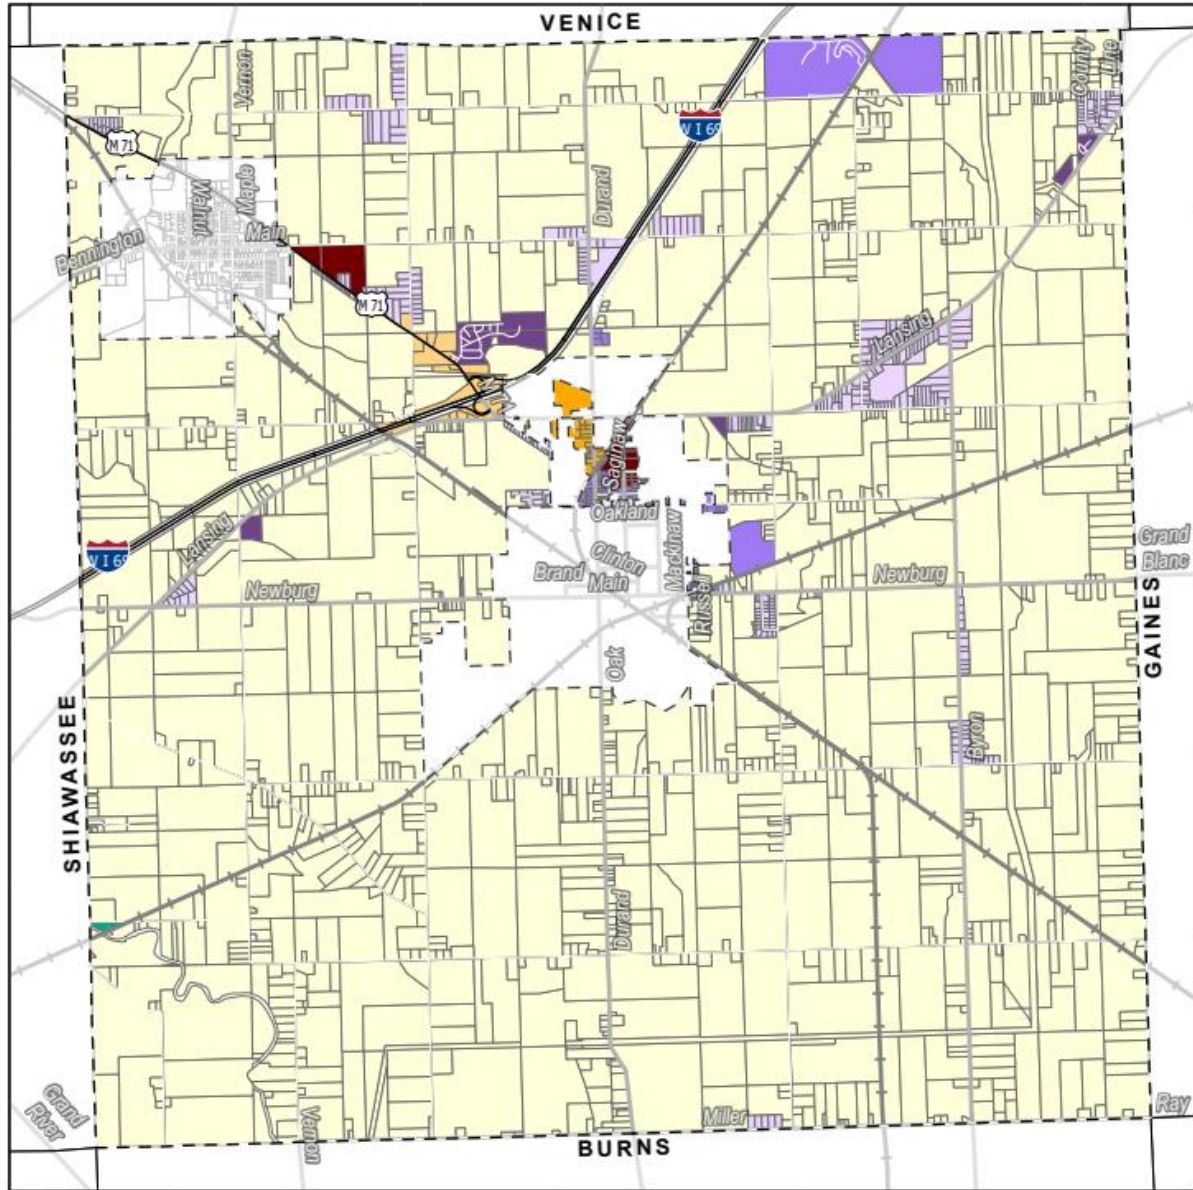 VENICE
Vernon
County
Line
M 71
W I 69
Walnut
Maple
Durand
Main
Bennington
M 71
Lansing
Saginaw
Oakland
Lansing
W I 69
Clinton
Mackinaw
Brand
Main
Newburg
Newburg
Grand
Blanc
Russell
GAINES
Oak
SHIAWASSEE
Byron
Durand
Grand
River
Vernon
Miller
Ray
BURNS